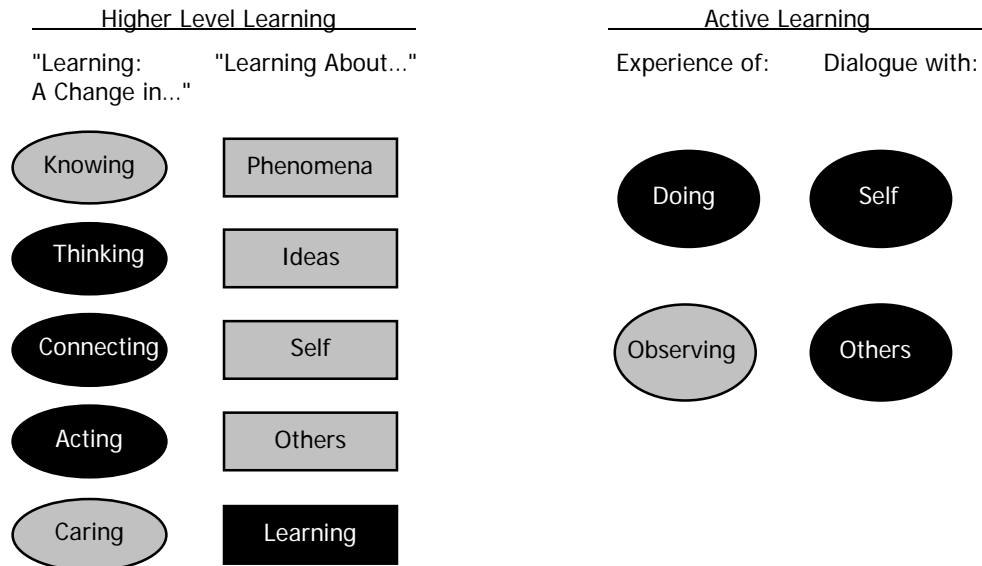 Higher Level Learning
"Learning:
A Change in..."
"Learning About..."
Knowing
Phenomena
Thinking
Ideas
Connecting
Self
Acting
Others
Caring
Learning
Active Learning
Experience of:
Dialogue with:
Doing
Self
Observing
Others